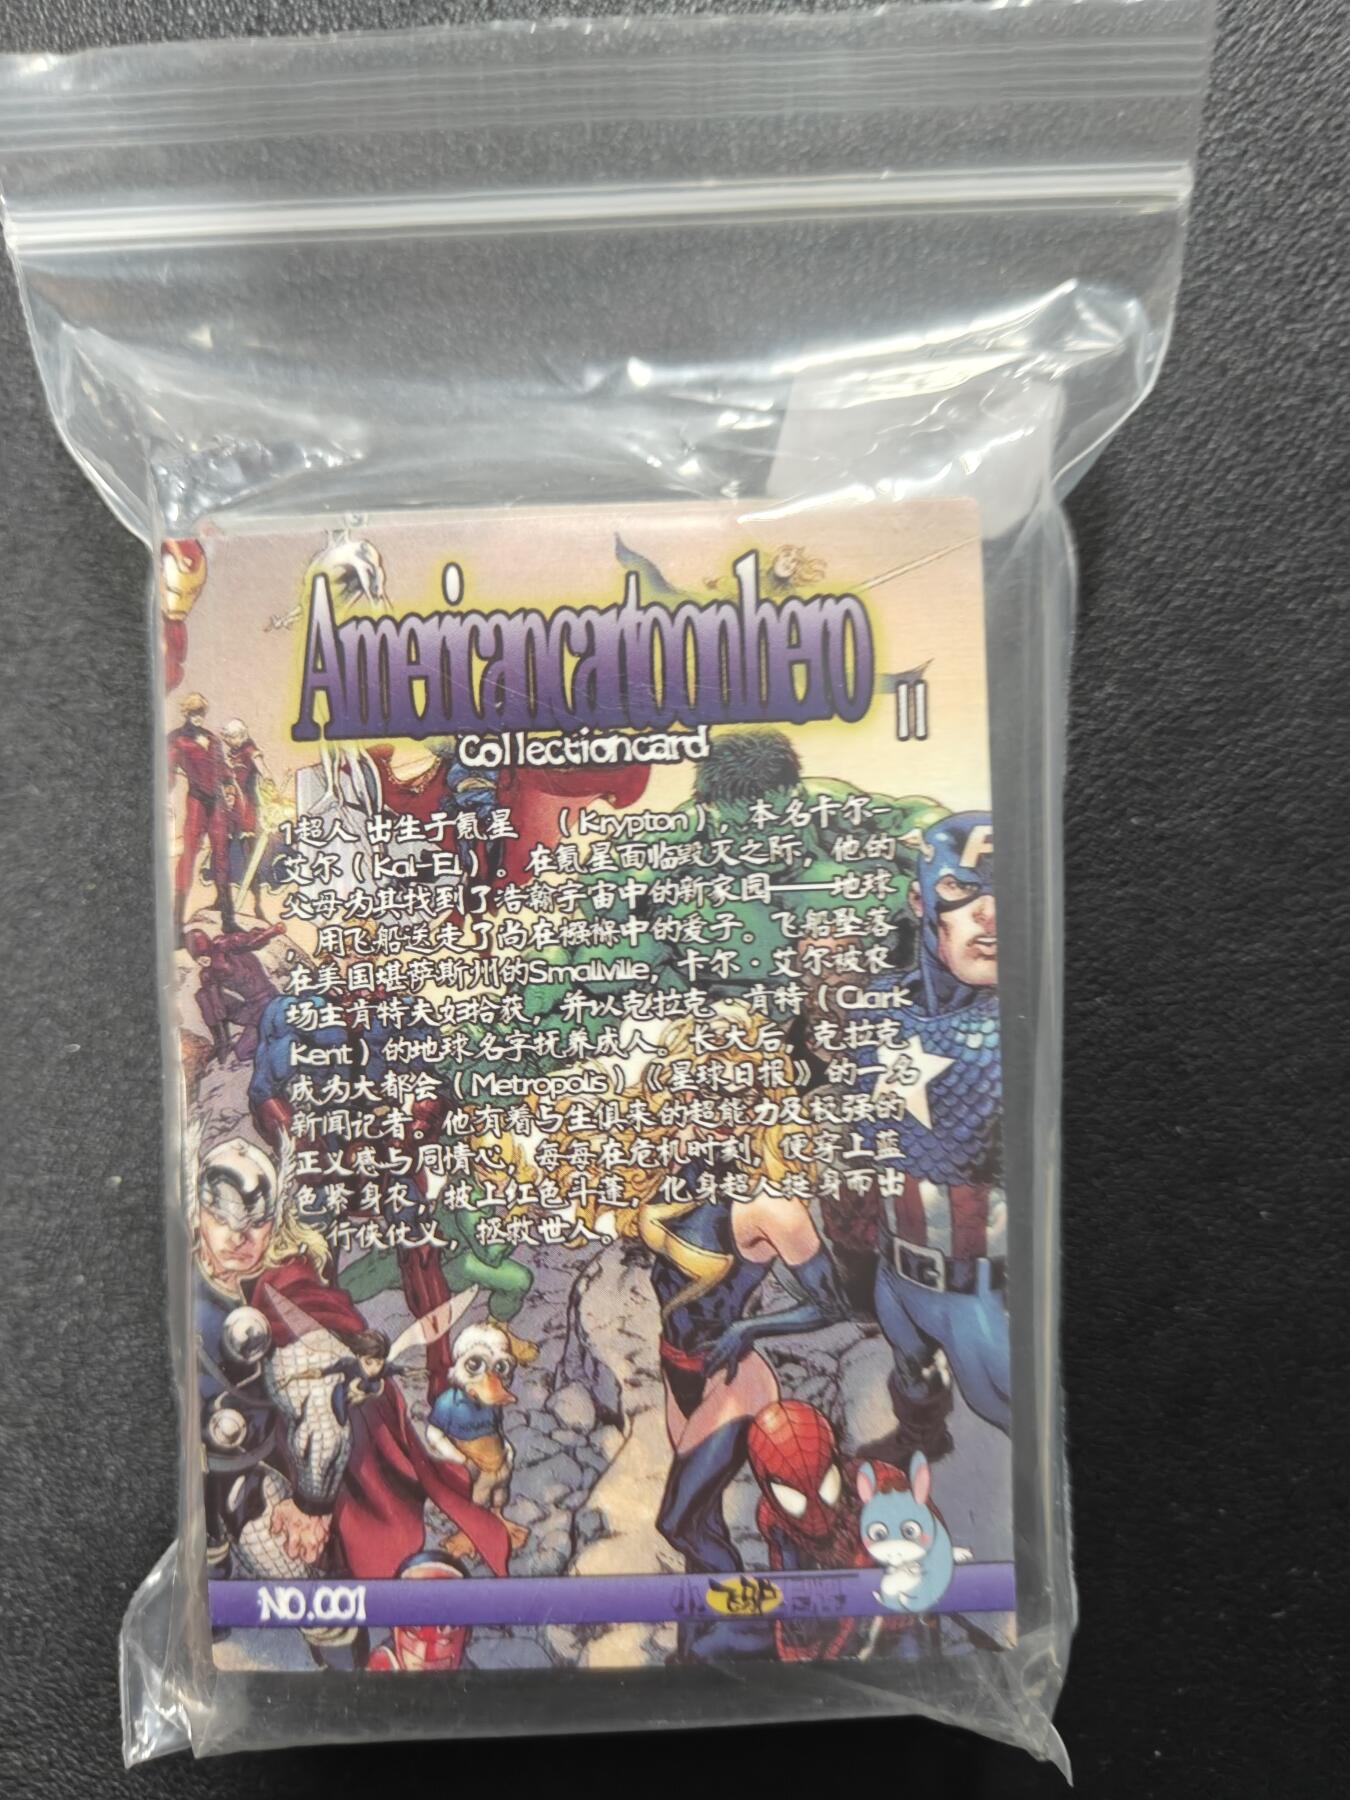 Americancartoonhero
II
Collectioncard
1超人 出生于氪星 （Krypton），本名卡尔-
艾尔（Kal-El）。在氪星面临毁灭之际，他的
父母为其找到了浩瀚宇宙中的新家园——地球
，用飞船送走了尚在襁褓中的爱子。飞船坠落
在美国堪萨斯州的Smallville，卡尔·艾尔被农
场主肯特夫妇拾获，并以克拉克·肯特（Clark
Kent）的地球名字抚养成人。长大后，克拉克
成为大都会（Metropolis）《星球日报》的一名
新闻记者。他有着与生俱来的超能力及极强的
正义感与同情心，每每在危机时刻，便穿上蓝
色紧身衣，披上红色斗篷，化身超人挺身而出
，行侠仗义，拯救世人。
NO.001